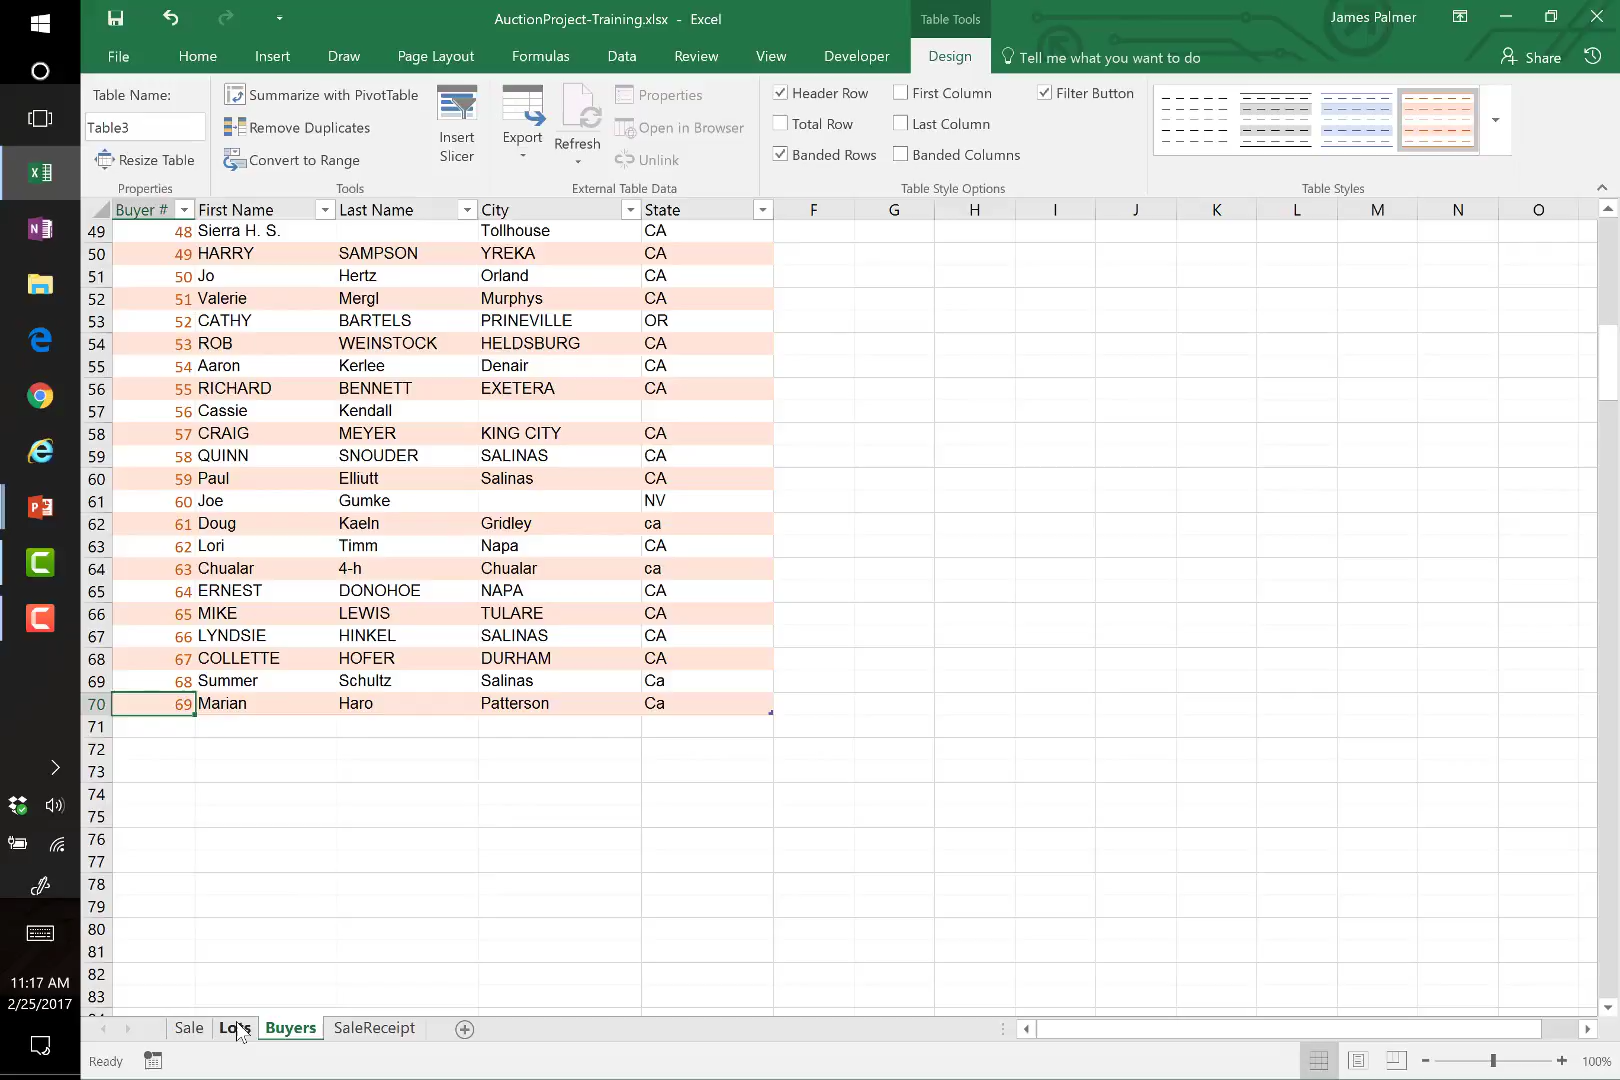 AuctionProject-Training.xlsx - Excel
Table Tools
James Palmer
File Home Insert Draw Page Layout Formulas Data Review View Developer Design Tell me what you want to do Share
Table Name:
Table3
Resize Table
Properties
Summarize with PivotTable
Remove Duplicates
Convert to Range
Tools
Insert Slicer
Export
Refresh
Properties
Open in Browser
Unlink
External Table Data
Header Row First Column Filter Button
Total Row Last Column
Banded Rows Banded Columns
Table Style Options
Table Styles
Buyer # First Name Last Name City State F G H I J K L M N O
49 48 Sierra H. S. Tollhouse CA
50 49 HARRY SAMPSON YREKA CA
51 50 Jo Hertz Orland CA
52 51 Valerie Mergl Murphys CA
53 52 CATHY BARTELS PRINEVILLE OR
54 53 ROB WEINSTOCK HELDSBURG CA
55 54 Aaron Kerlee Denair CA
56 55 RICHARD BENNETT EXETERA CA
57 56 Cassie Kendall
58 57 CRAIG MEYER KING CITY CA
59 58 QUINN SNOUDER SALINAS CA
60 59 Paul Elliutt Salinas CA
61 60 Joe Gumke NV
62 61 Doug Kaeln Gridley ca
63 62 Lori Timm Napa CA
64 63 Chualar 4-h Chualar ca
65 64 ERNEST DONOHOE NAPA CA
66 65 MIKE LEWIS TULARE CA
67 66 LYNDSIE HINKEL SALINAS CA
68 67 COLLETTE HOFER DURHAM CA
69 68 Summer Schultz Salinas Ca
70 69 Marian Haro Patterson Ca
71
72
73
74
75
76
77
78
79
80
81
82
83
11:17 AM
2/25/2017
Sale Lots Buyers SaleReceipt
Ready
100%